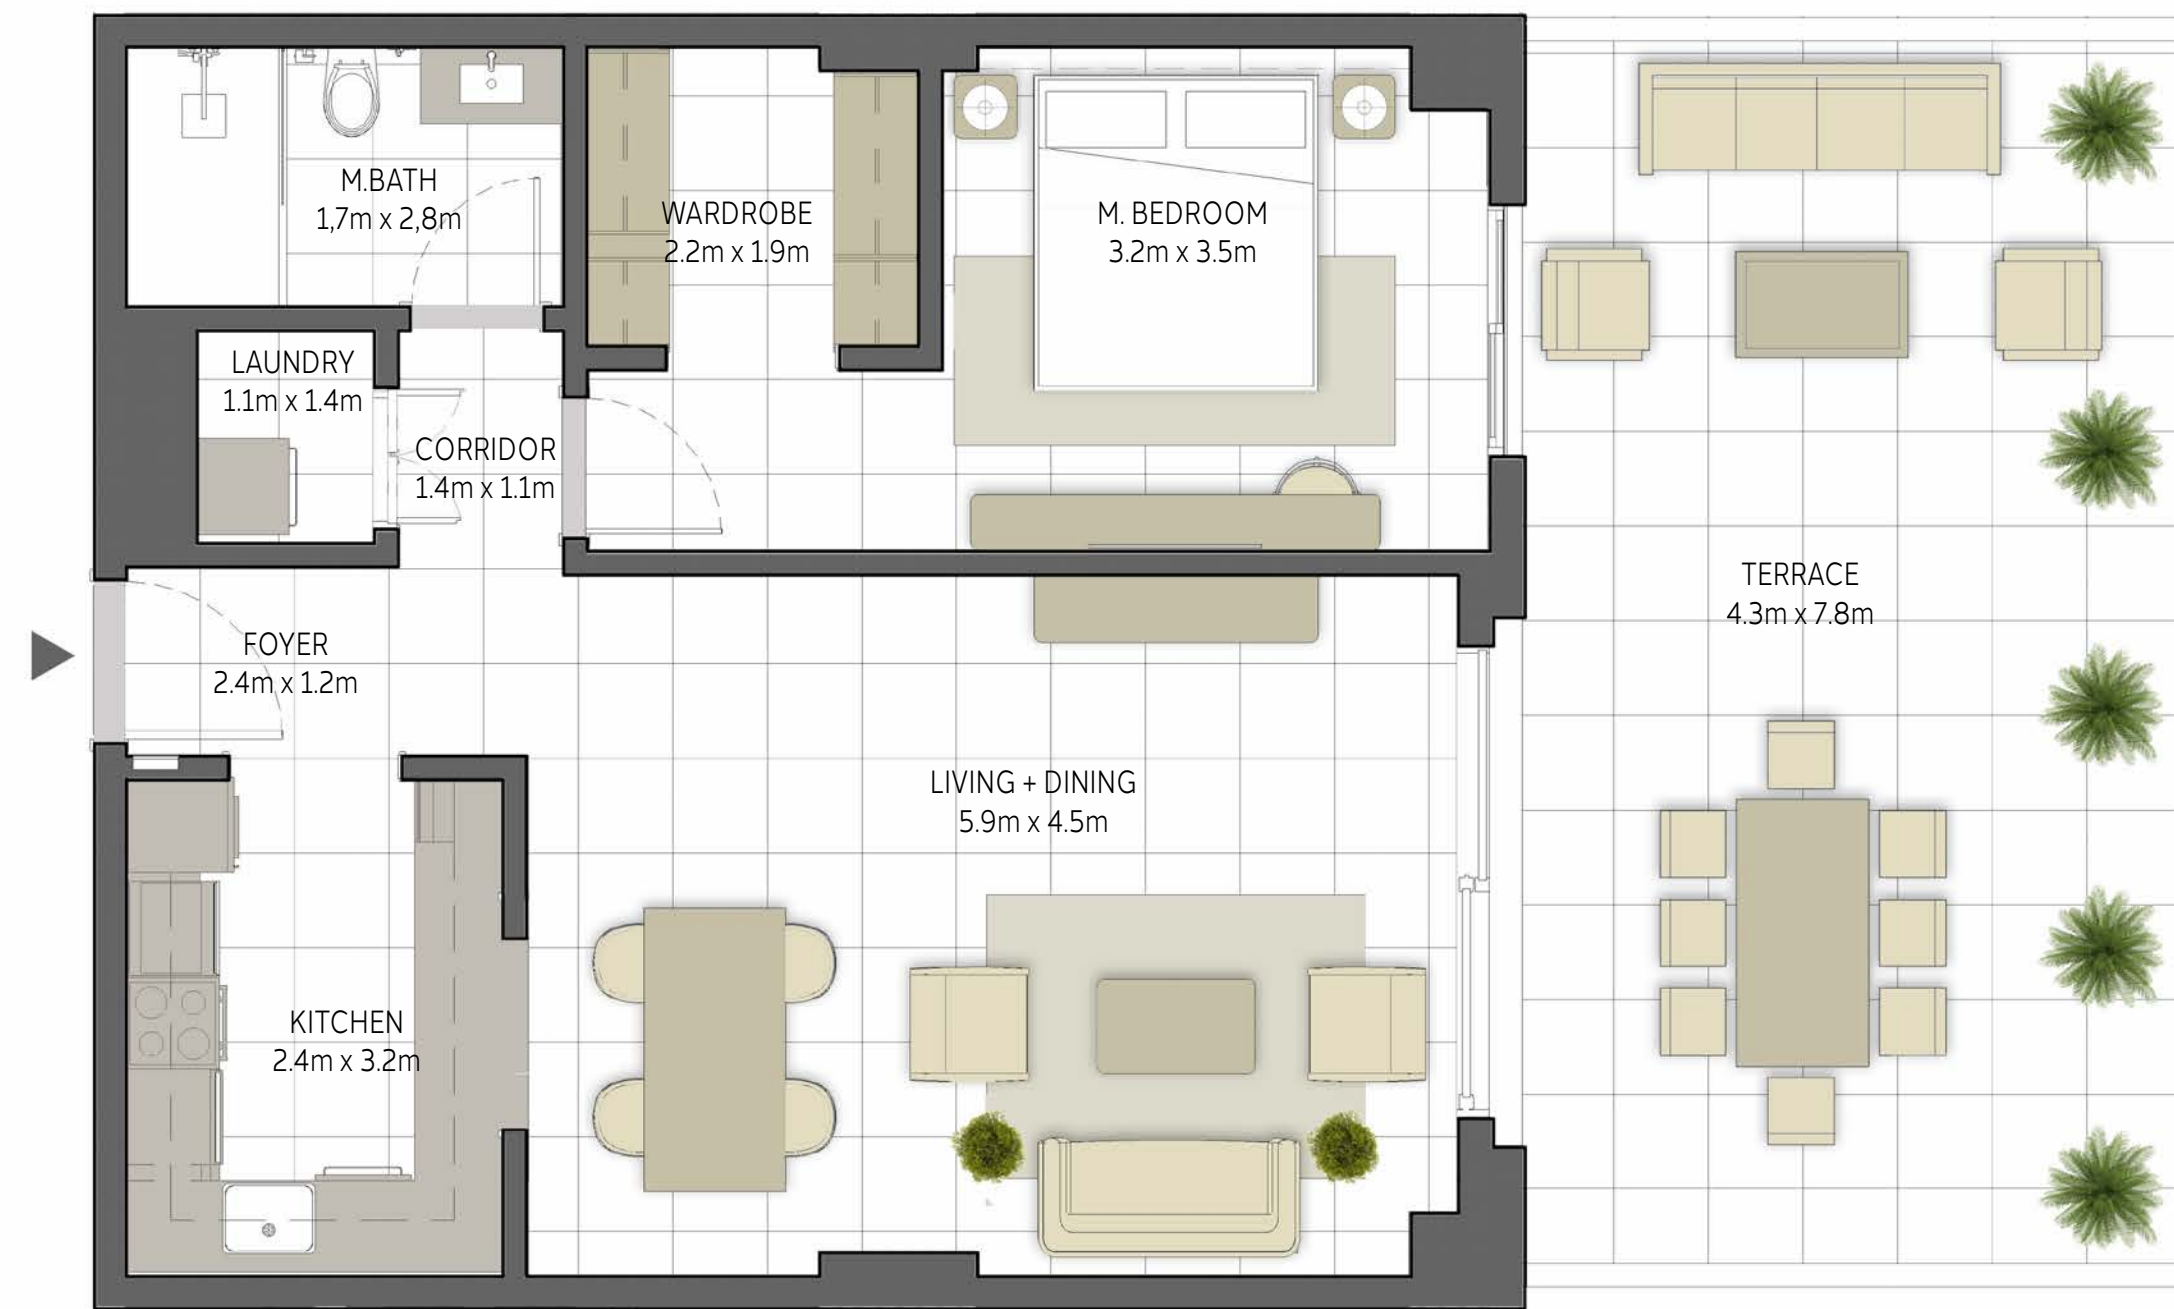 M.BATH
1,7m x 2,8m
WARDROBE
2.2m x 1.9m
M. BEDROOM
3.2m x 3.5m
LAUNDRY
1.1m x 1.4m
CORRIDOR
1.4m x 1.1m
TERRACE
4.3m x 7.8m
FOYER
2.4m x 1.2m
LIVING + DINING
5.9m x 4.5m
KITCHEN
2.4m x 3.2m